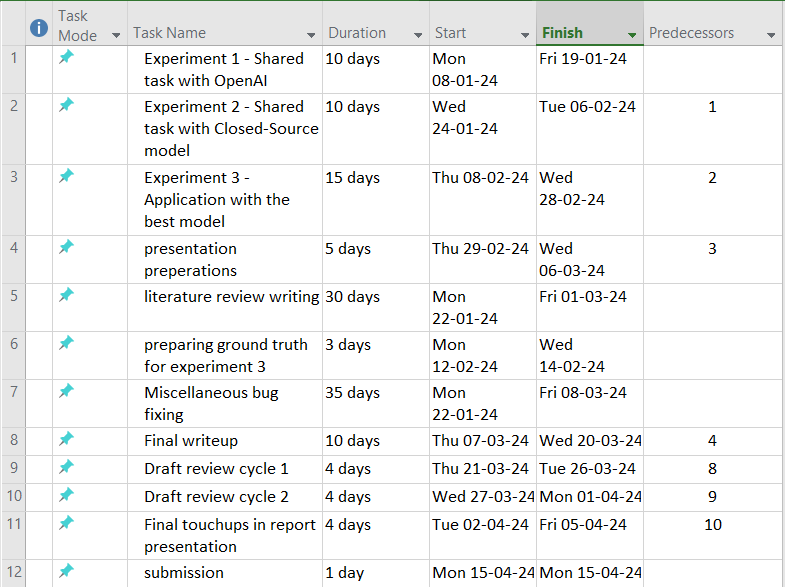 Task Mode Task Name Duration Start Finish Predecessors
1 Experiment 1 - Shared task with OpenAI 10 days Mon 08-01-24 Fri 19-01-24
2 Experiment 2 - Shared task with Closed-Source model 10 days Wed 24-01-24 Tue 06-02-24 1
3 Experiment 3 - Application with the best model 15 days Thu 08-02-24 Wed 28-02-24 2
4 presentation preperations 5 days Thu 29-02-24 Wed 06-03-24 3
5 literature review writing 30 days Mon 22-01-24 Fri 01-03-24
6 preparing ground truth for experiment 3 3 days Mon 12-02-24 Wed 14-02-24
7 Miscellaneous bug fixing 35 days Mon 22-01-24 Fri 08-03-24
8 Final writeup 10 days Thu 07-03-24 Wed 20-03-24 4
9 Draft review cycle 1 4 days Thu 21-03-24 Tue 26-03-24 8
10 Draft review cycle 2 4 days Wed 27-03-24 Mon 01-04-24 9
11 Final touchups in report presentation 4 days Tue 02-04-24 Fri 05-04-24 10
12 submission 1 day Mon 15-04-24 Mon 15-04-24